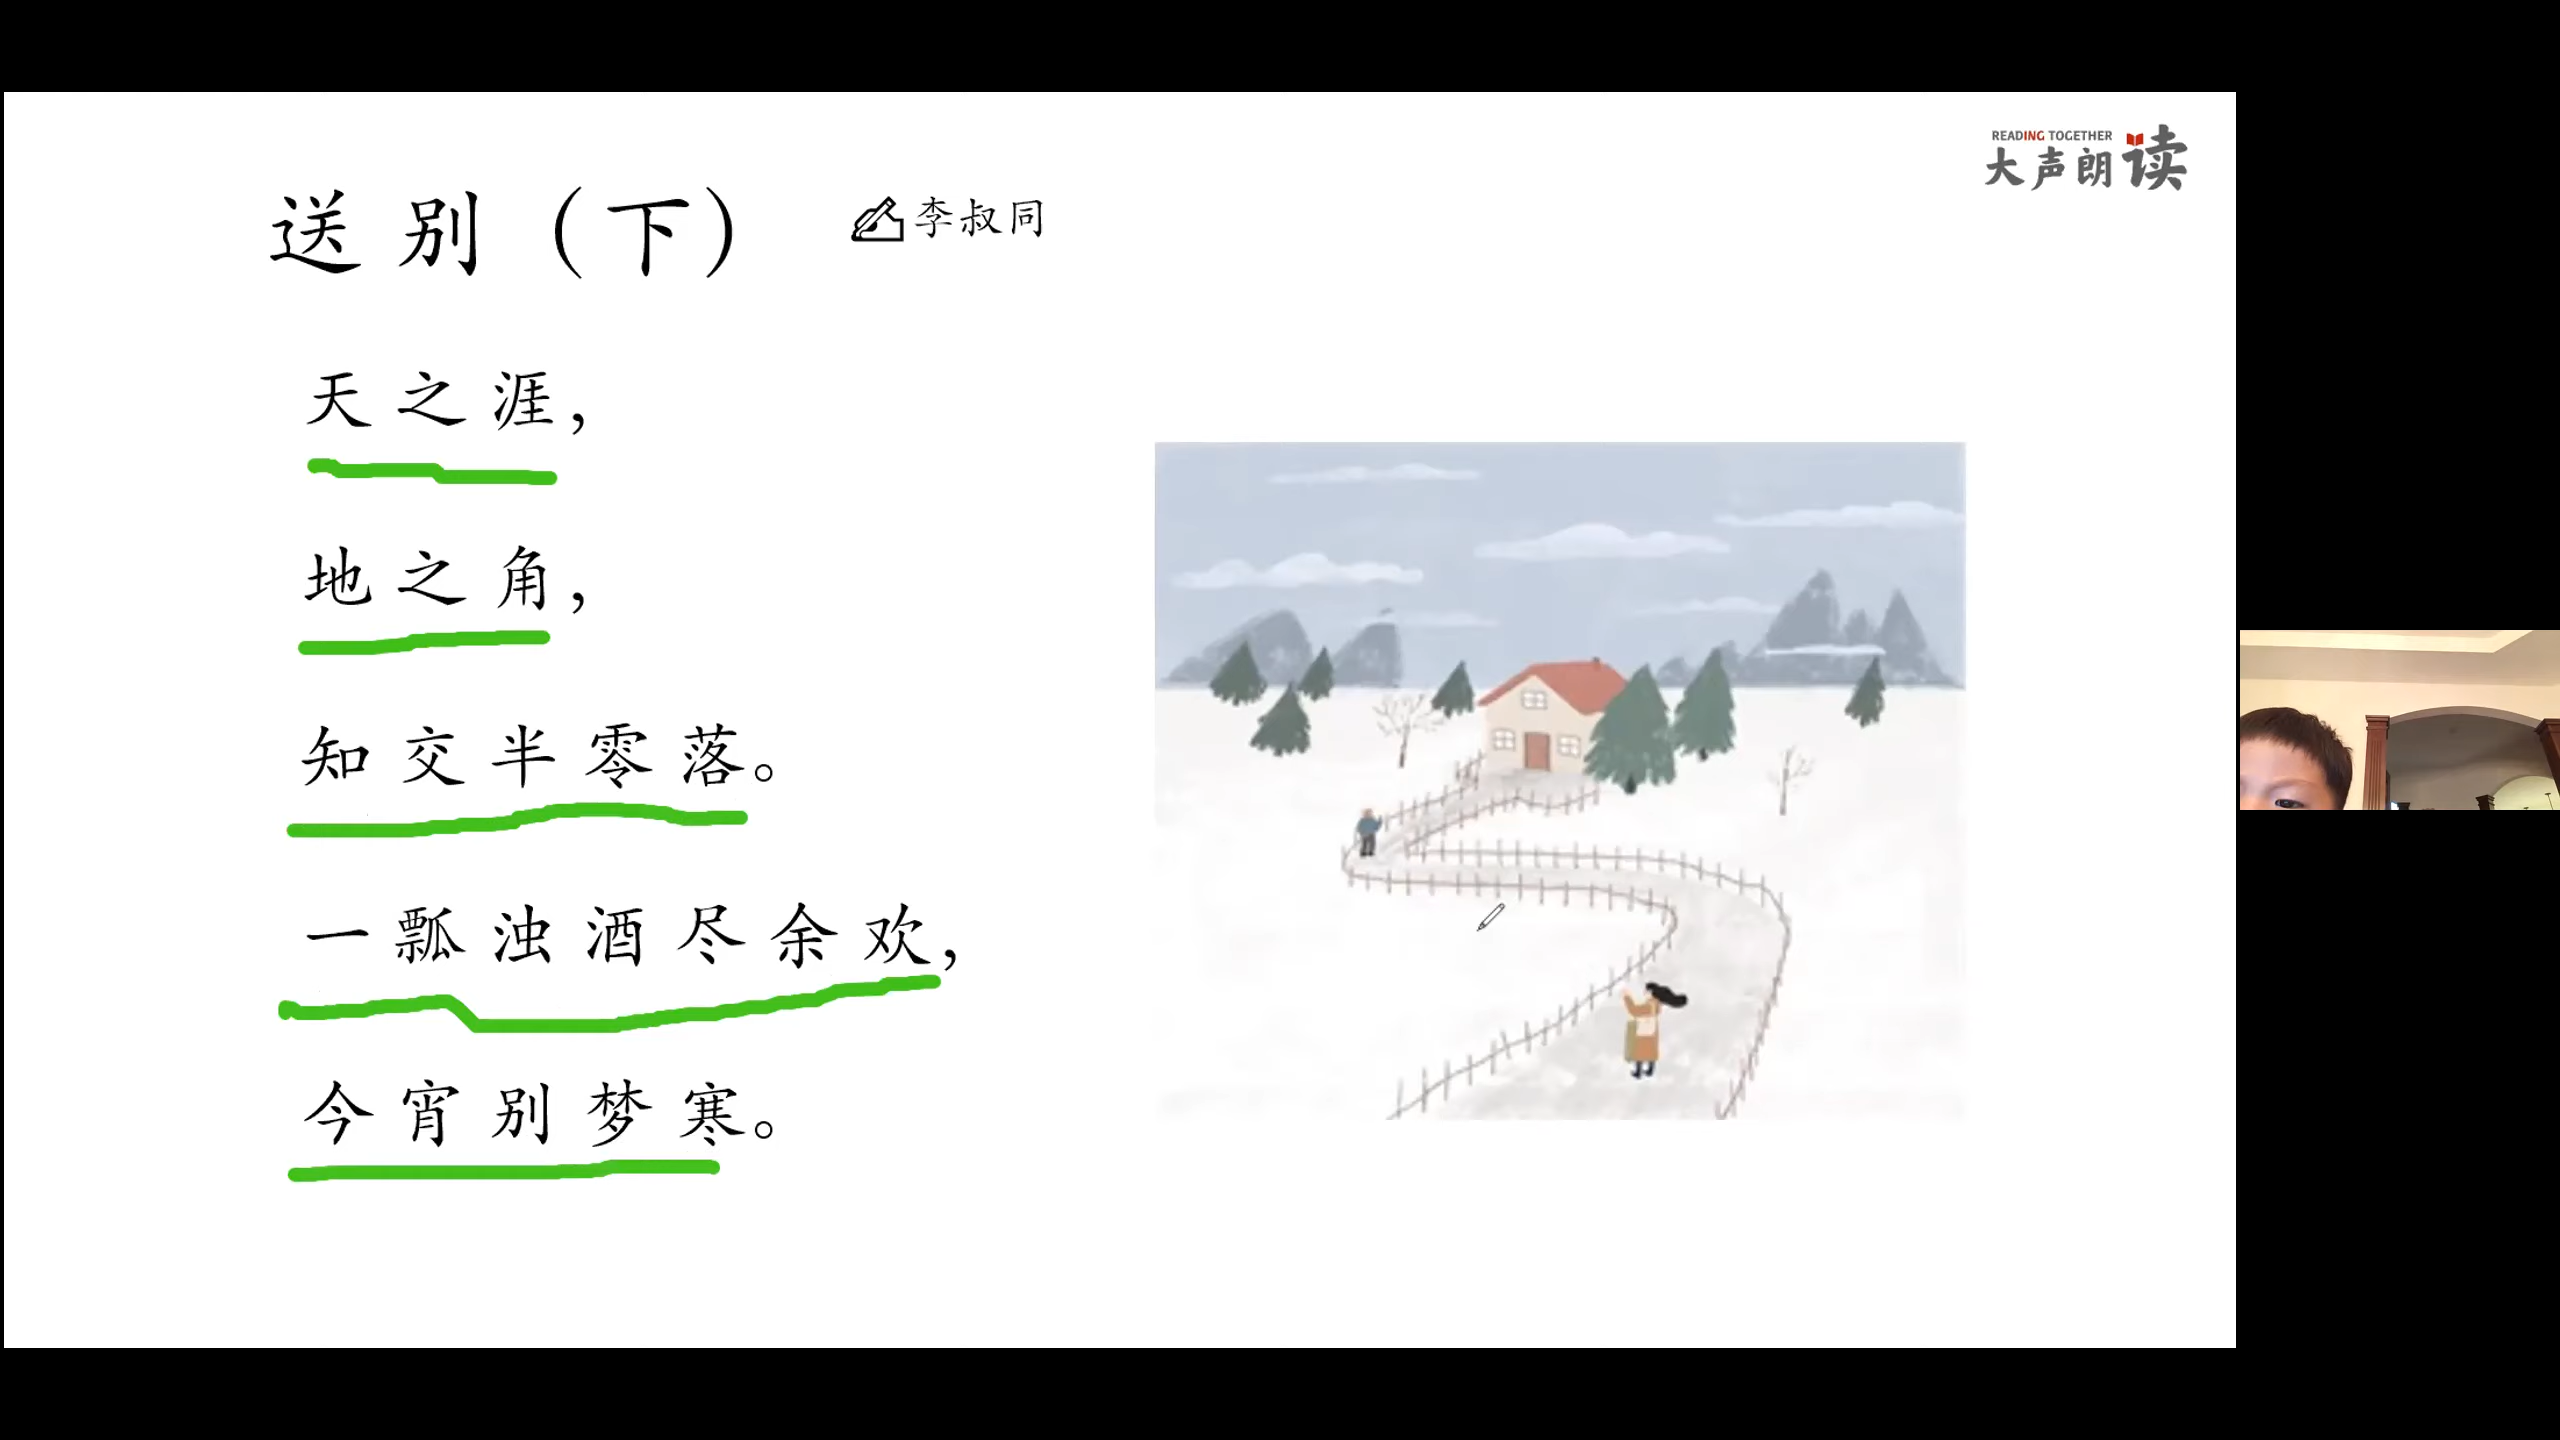 READING TOGETHER
大声朗读
送别（下）
李叔同
天之涯，
地之角，
知交半零落。
一瓢浊酒尽余欢，
今宵别梦寒。